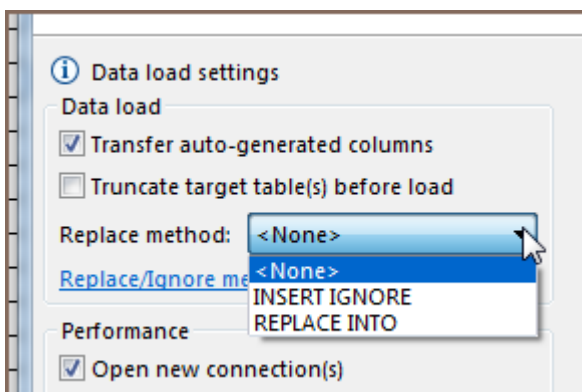 Data load settings
Data load
Transfer auto-generated columns
Truncate target table(s) before load
Replace method: <None>
<None>
Replace/Ignore me
INSERT IGNORE
REPLACE INTO
Performance
Open new connection(s)